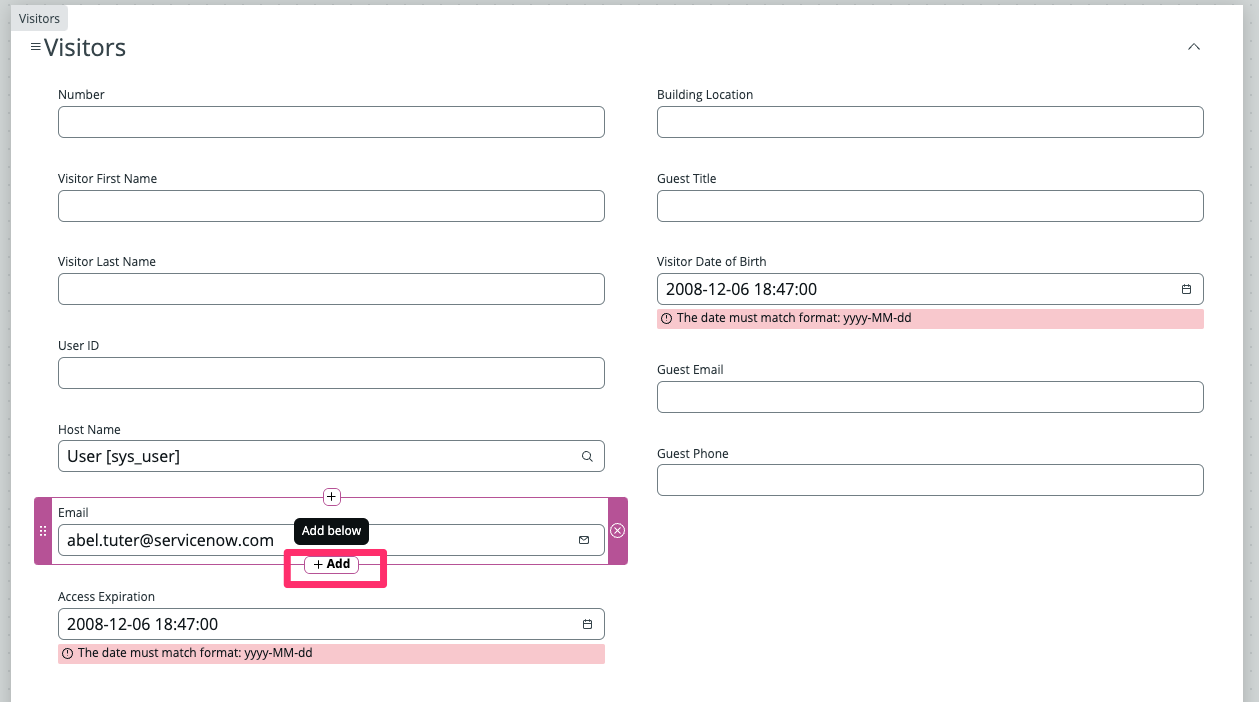 Visitors
Visitors
Number
Visitor First Name
Visitor Last Name
User ID
Host Name
User [sys_user]
Email
abel.tuter@servicenow.com
Add below
+ Add
Access Expiration
2008-12-06 18:47:00
The date must match format: yyyy-MM-dd
Building Location
Guest Title
Visitor Date of Birth
2008-12-06 18:47:00
The date must match format: yyyy-MM-dd
Guest Email
Guest Phone